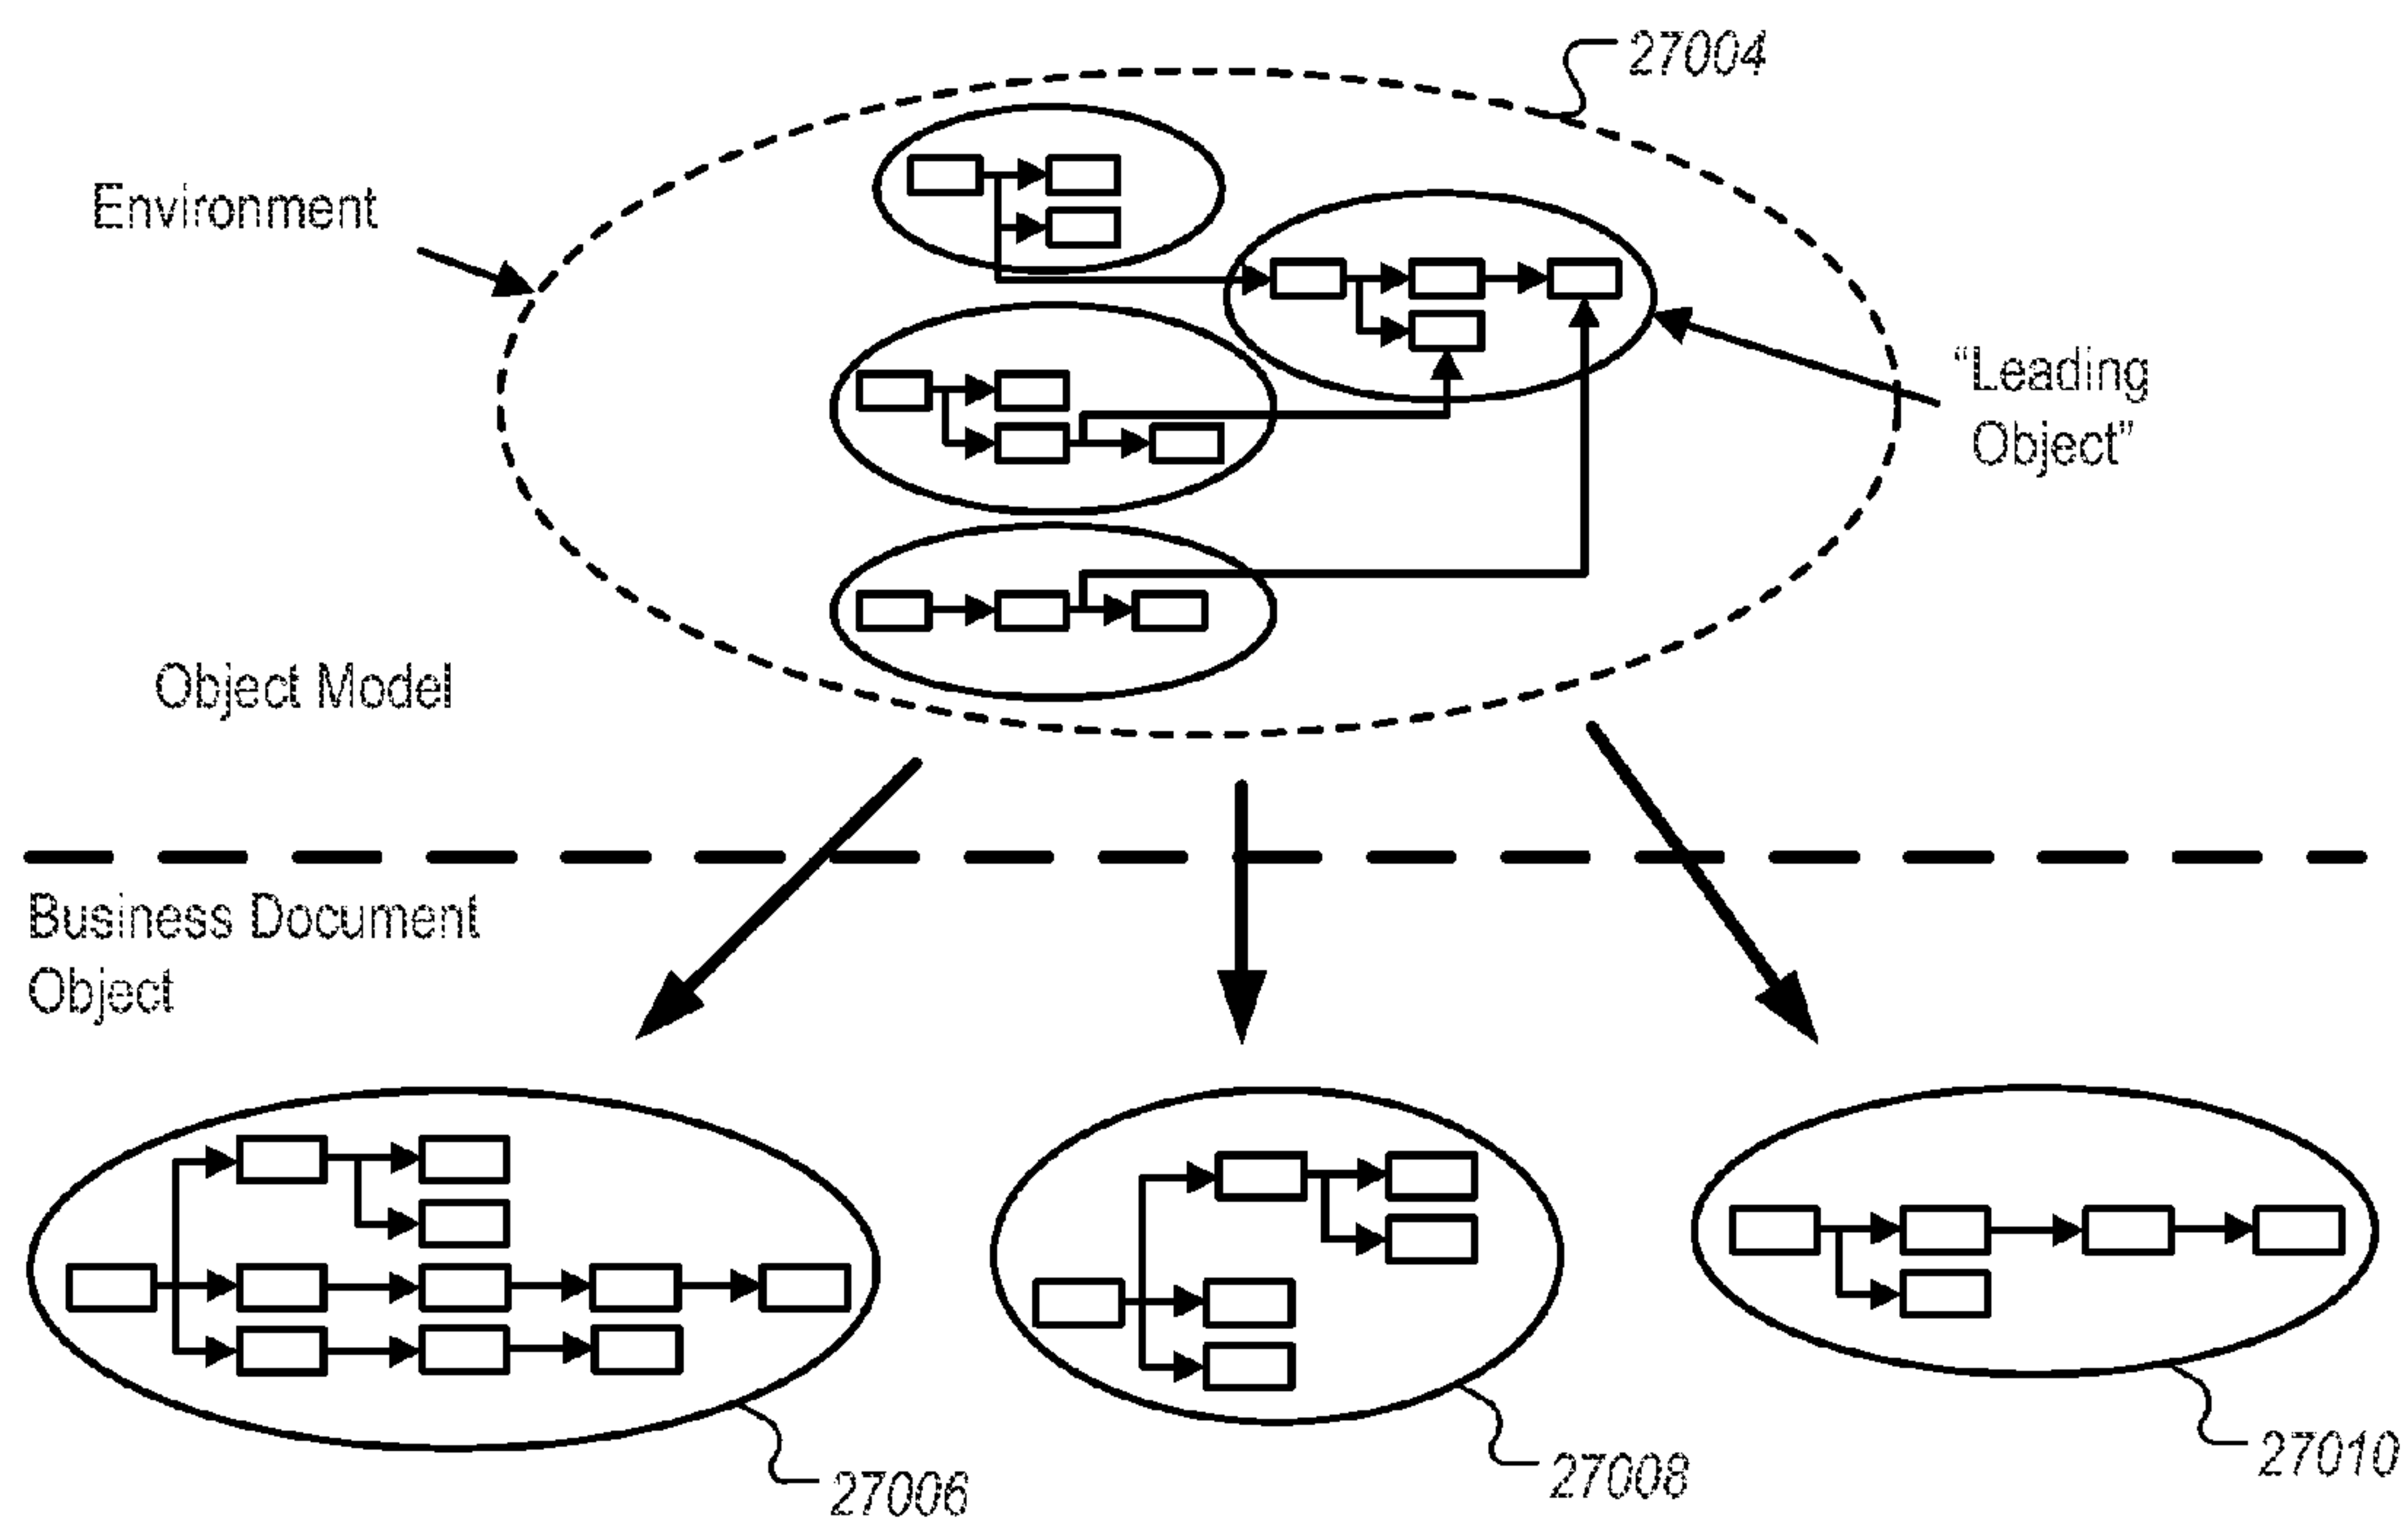 27004
Environment
“Leading
Object”
Object Model
Business Document
Object
27006
27008
27010